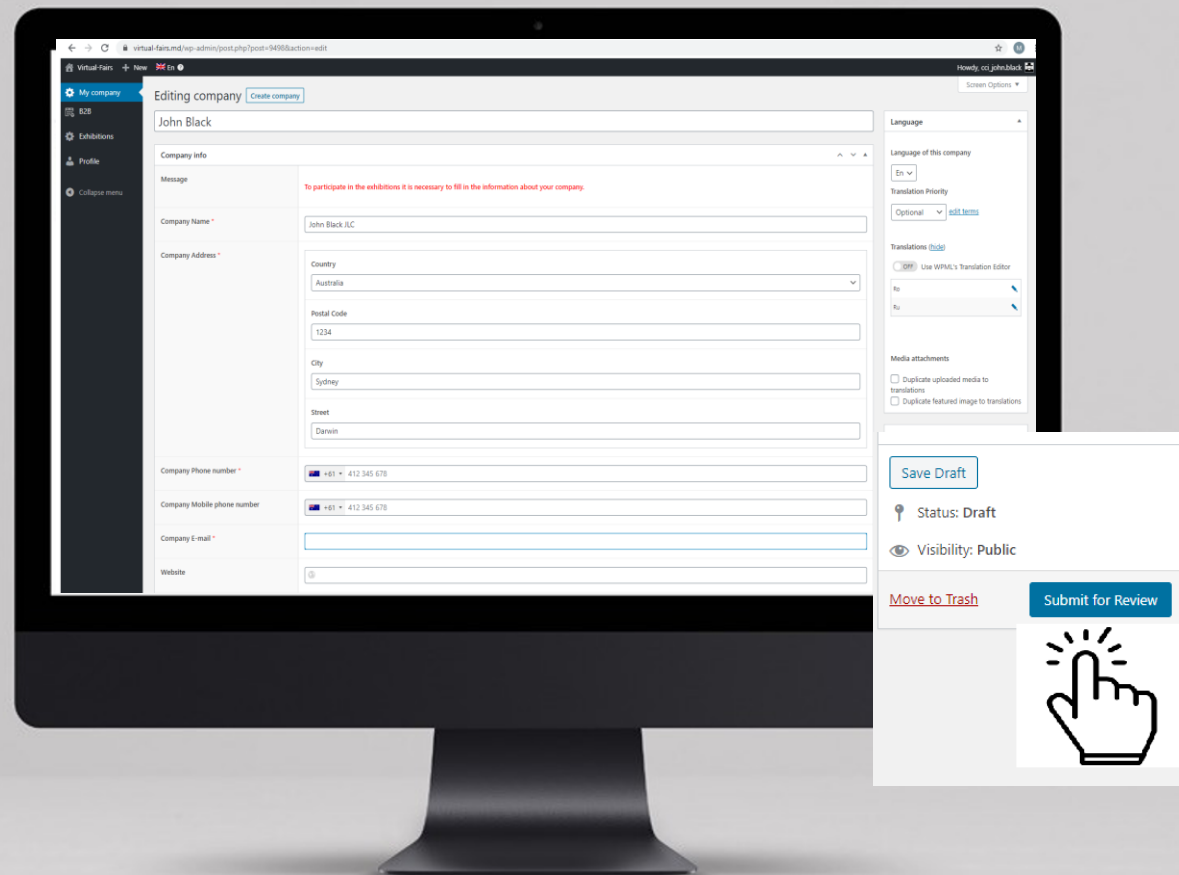 virtual-fairs.md/wp-admin/post.php?post=9498&action=edit
M
Virtual-Fairs + New En
Howdy, cci_john.black
My company
B2B
Exhibitions
Profile
Collapse menu
Screen Options
Editing company Create company
John Black
Company info
Message
To participate in the exhibitions it is necessary to fill in the information about your company.
Company Name *
John Black JLC
Company Address *
Country
Australia
Postal Code
1234
City
Sydney
Street
Darwin
Company Phone number *
+61 412 345 678
Company Mobile phone number
+61 412 345 678
Company E-mail *
Website
Language
Language of this company
En
Translation Priority
Optional edit terms
Translations (hide)
OFF Use WPML's Translation Editor
Ro
Ru
Media attachments
Duplicate uploaded media to
translations
Duplicate featured image to translations
Save Draft
Status: Draft
Visibility: Public
Move to Trash Submit for Review